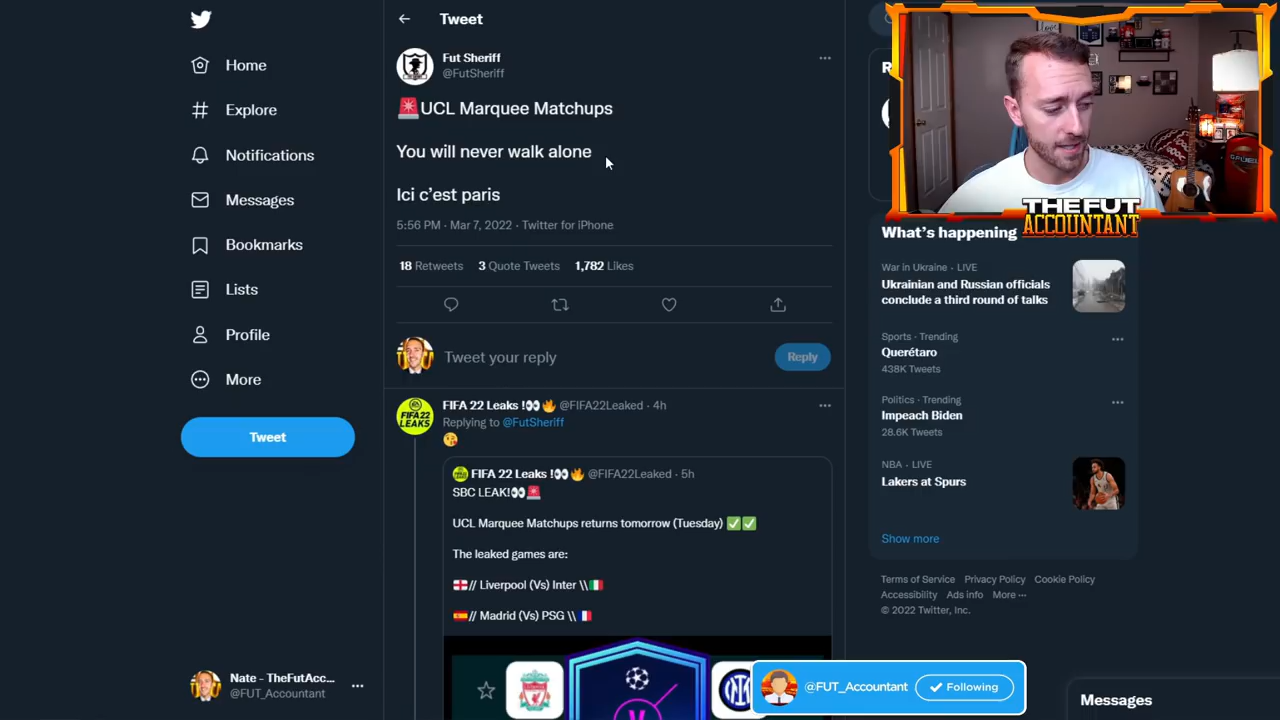 Home
Explore
Notifications
Messages
Bookmarks
Lists
Profile
More
Tweet
Nate - TheFutAcc...
@FUT_Accountant
Tweet
Fut Sheriff
@FutSheriff
🚨UCL Marquee Matchups
You will never walk alone
Ici c'est paris
5:56 PM · Mar 7, 2022 · Twitter for iPhone
18 Retweets 3 Quote Tweets 1,782 Likes
Tweet your reply
Reply
FIFA 22 Leaks !👀🔥 @FIFA22Leaked · 4h
Replying to @FutSheriff
😘
FIFA 22 Leaks !👀🔥 @FIFA22Leaked · 5h
SBC LEAK!👀🚨
UCL Marquee Matchups returns tomorrow (Tuesday) ✅✅
The leaked games are:
🏴󠁧󠁢󠁥󠁮󠁧󠁿// Liverpool (Vs) Inter \\🇮🇹
🇪🇸// Madrid (Vs) PSG \\🇫🇷
THE FUT
ACCOUNTANT
What's happening
War in Ukraine · LIVE
Ukrainian and Russian officials
conclude a third round of talks
Sports · Trending
Querétaro
438K Tweets
Politics · Trending
Impeach Biden
28.6K Tweets
NBA · LIVE
Lakers at Spurs
Show more
Terms of Service Privacy Policy Cookie Policy
Accessibility Ads info More ···
© 2022 Twitter, Inc.
@FUT_Accountant
Following
Messages